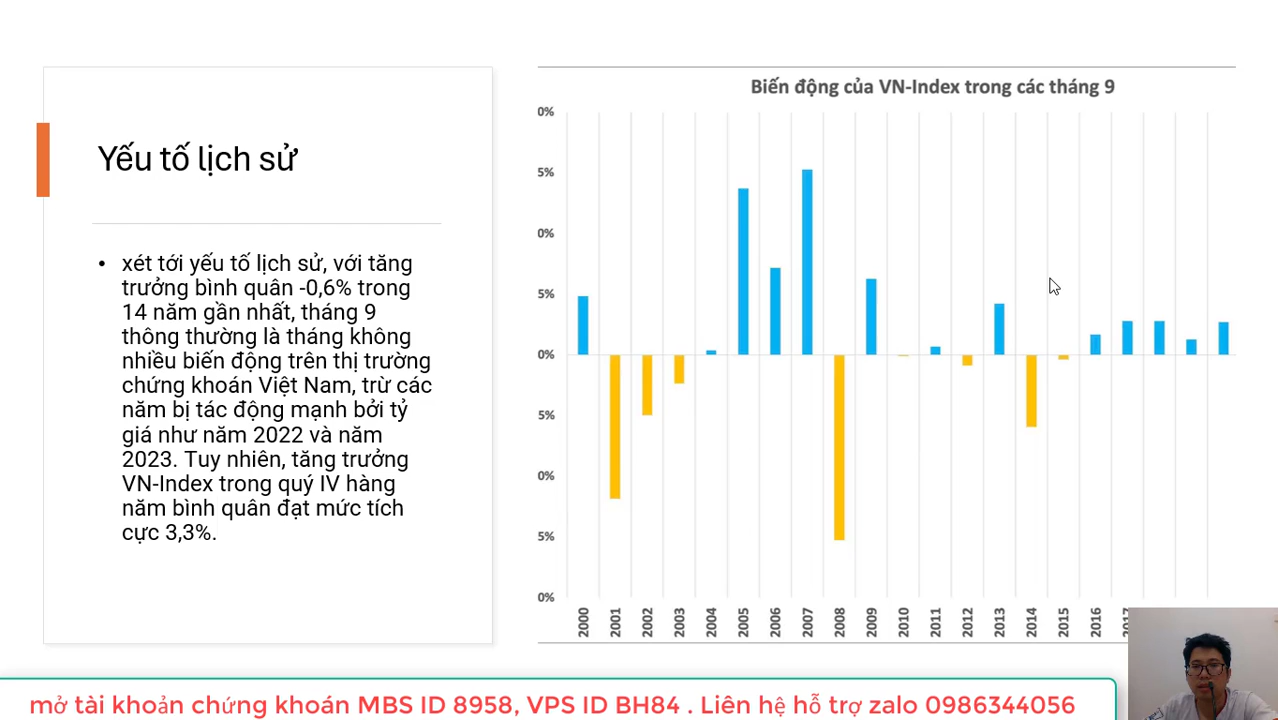 Yếu tố lịch sử
• xét tới yếu tố lịch sử, với tăng
trưởng bình quân -0,6% trong
14 năm gần nhất, tháng 9
thông thường là tháng không
nhiều biến động trên thị trường
chứng khoán Việt Nam, trừ các
năm bị tác động mạnh bởi tỷ
giá như năm 2022 và năm
2023. Tuy nhiên, tăng trưởng
VN-Index trong quý IV hàng
năm bình quân đạt mức tích
cực 3,3%.
Biến động của VN-Index trong các tháng 9
0%
5%
0%
5%
0%
5%
0%
5%
0%
2000 2001 2002 2003 2004 2005 2006 2007 2008 2009 2010 2011 2012 2013 2014 2015 2016
mở tài khoản chứng khoán MBS ID 8958, VPS ID BH84 . Liên hệ hỗ trợ zalo 0986344056